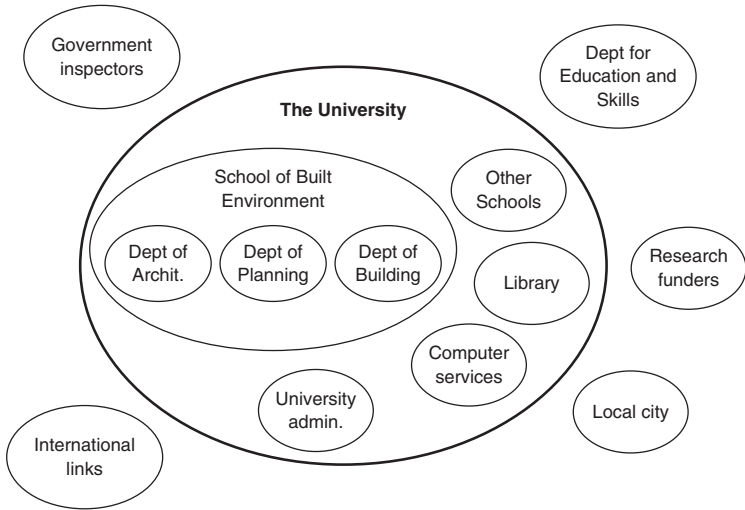 Government
inspectors
Dept for
Education and
Skills
The University
School of Built
Environment
Other
Schools
Dept of
Archit.
Dept of
Planning
Dept of
Building
Library
Research
funders
Computer
services
University
admin.
Local city
International
links